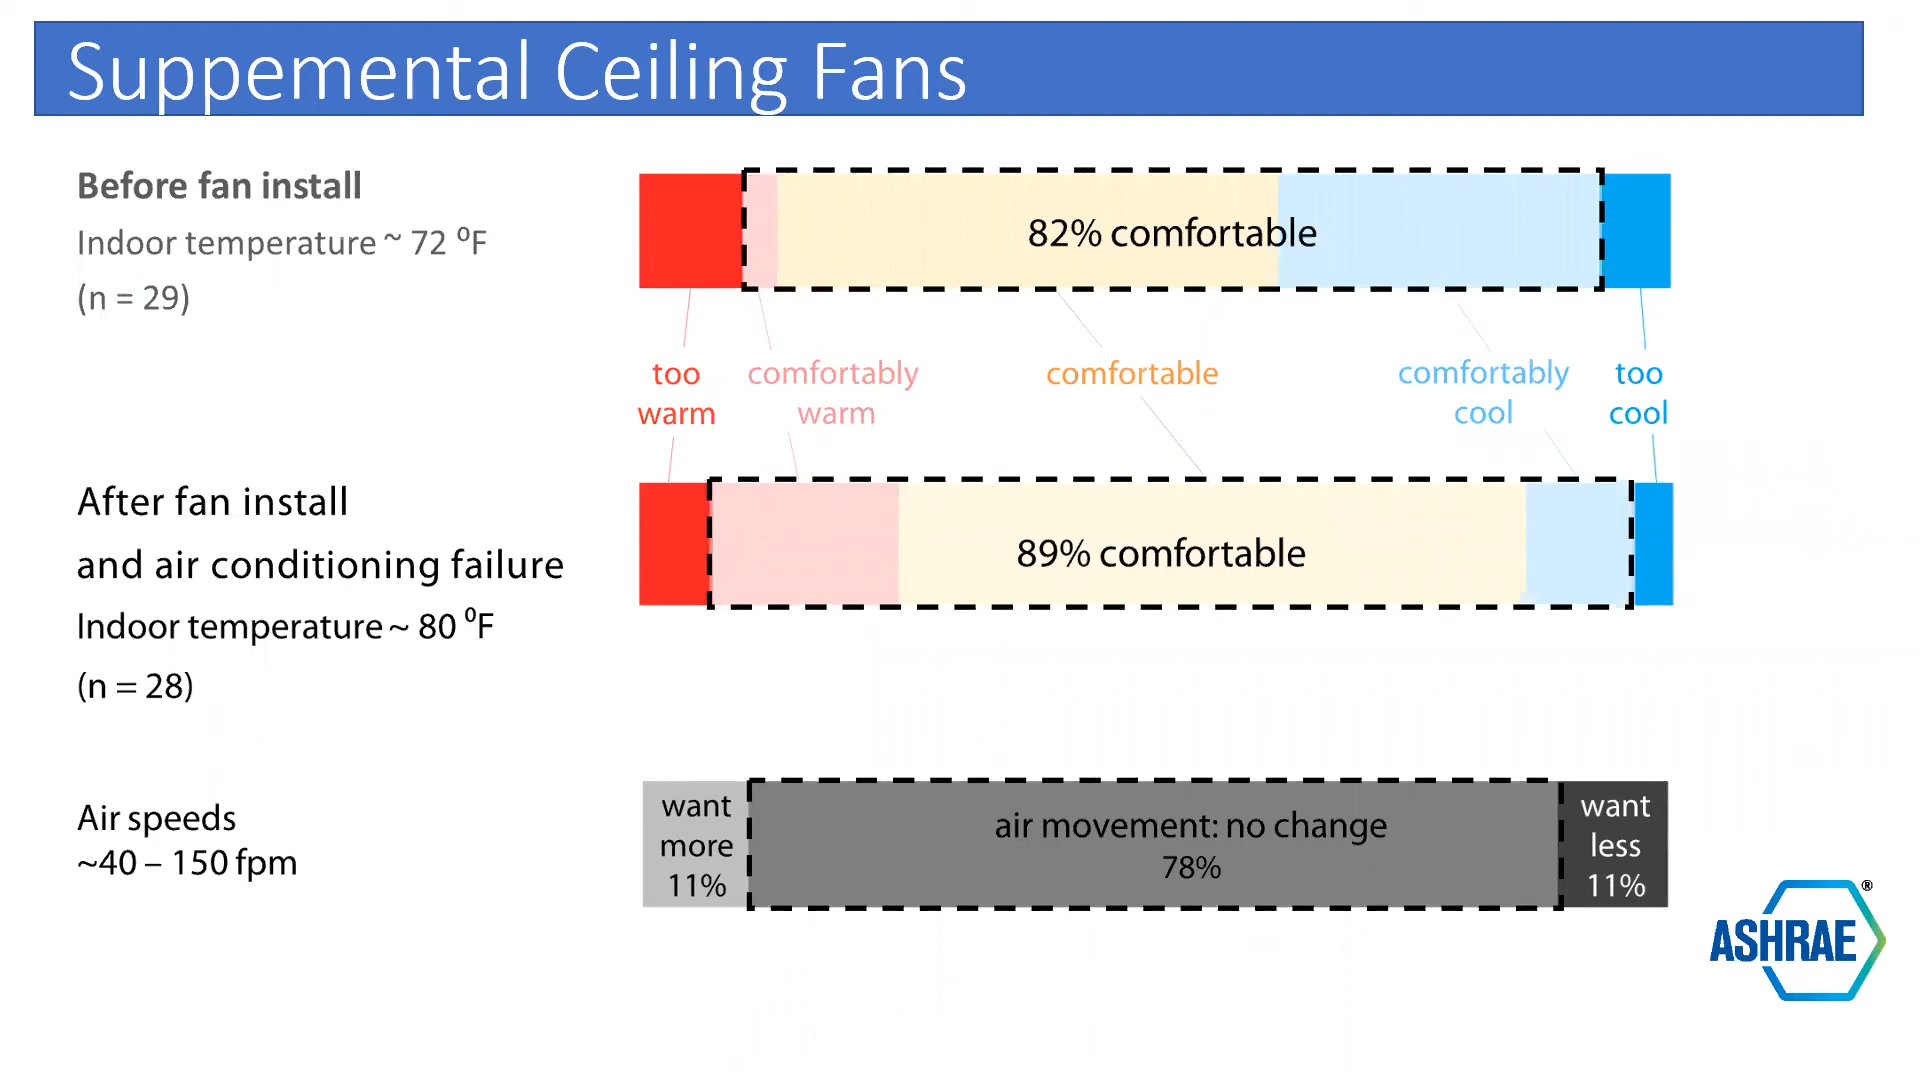 Suppemental Ceiling Fans
Before fan install
Indoor temperature ~ 72 ⁰F
(n = 29)
82% comfortable
too
warm
comfortably
warm
comfortable
comfortably
cool
too
cool
After fan install
and air conditioning failure
Indoor temperature ~ 80 ⁰F
(n = 28)
89% comfortable
Air speeds
~40 – 150 fpm
want
more
11%
air movement: no change
78%
want
less
11%
ASHRAE®